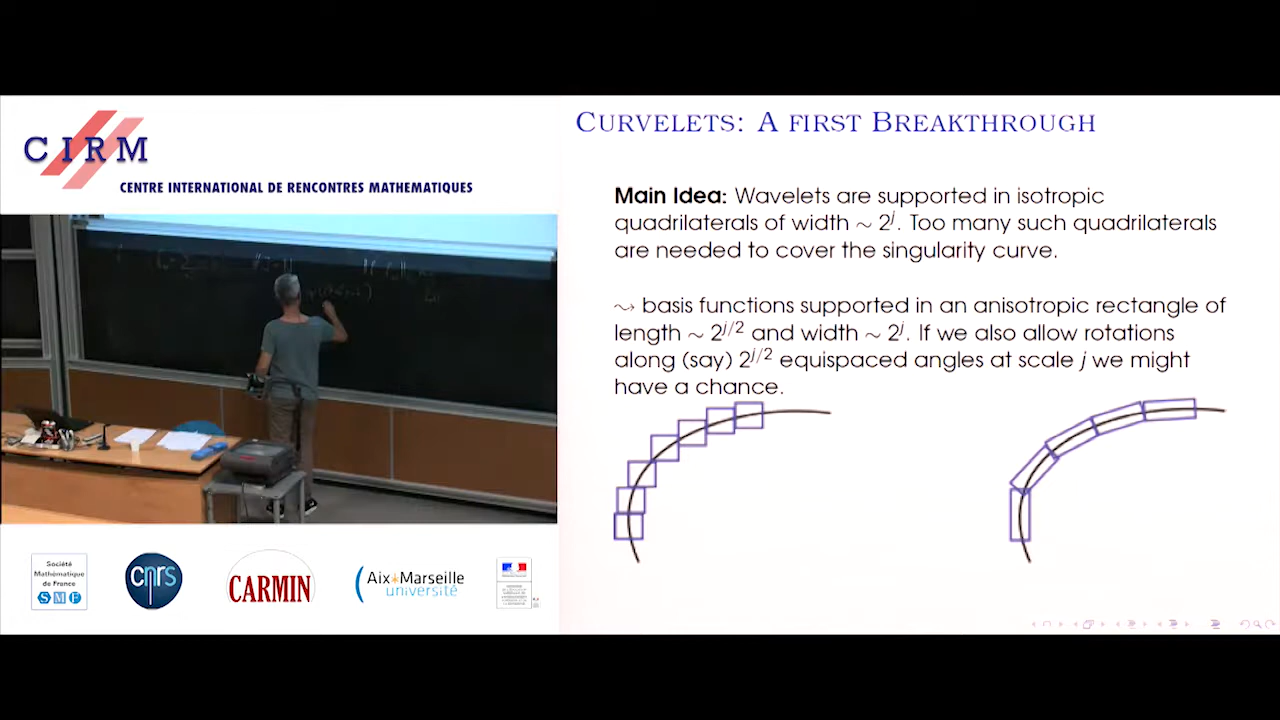 CIRM
CENTRE INTERNATIONAL DE RENCONTRES MATHEMATIQUES
Société
Mathématique
de France
SMF
cnrs
CARMIN
Aix*Marseille
université
CURVELETS: A FIRST BREAKTHROUGH
Main Idea: Wavelets are supported in isotropic
quadrilaterals of width ∼ 2^j. Too many such quadrilaterals
are needed to cover the singularity curve.
⇝ basis functions supported in an anisotropic rectangle of
length ∼ 2^{j/2} and width ∼ 2^j. If we also allow rotations
along (say) 2^{j/2} equispaced angles at scale j we might
have a chance.